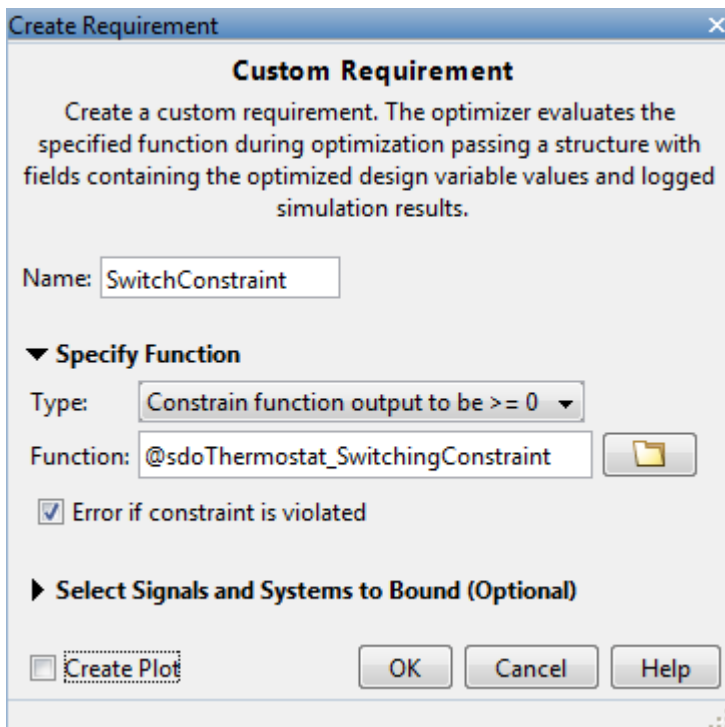 Create Requirement
Custom Requirement
Create a custom requirement. The optimizer evaluates the
specified function during optimization passing a structure with
fields containing the optimized design variable values and logged
simulation results.
Name: SwitchConstraint
Specify Function
Type: Constrain function output to be >= 0
Function: @sdoThermostat_SwitchingConstraint
Error if constraint is violated
Select Signals and Systems to Bound (Optional)
Create Plot OK Cancel Help